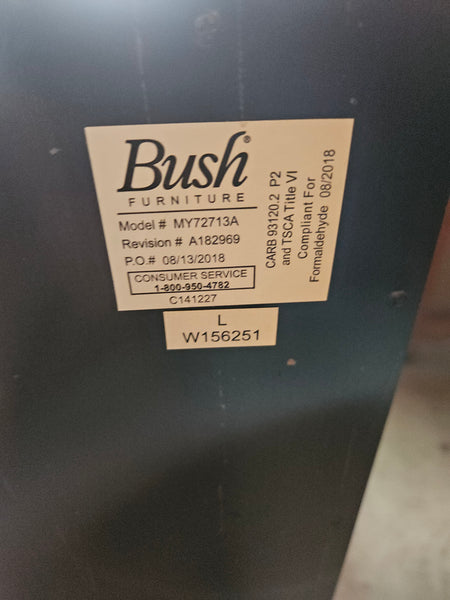 Bush®
FURNITURE
Model # MY72713A
Revision # A182969
P.O.# 08/13/2018
CONSUMER SERVICE
1-800-950-4782
C141227
CARB 93120.2 P2
and TSCA Title VI
Compliant For
Formaldehyde 08/2018
L
W156251